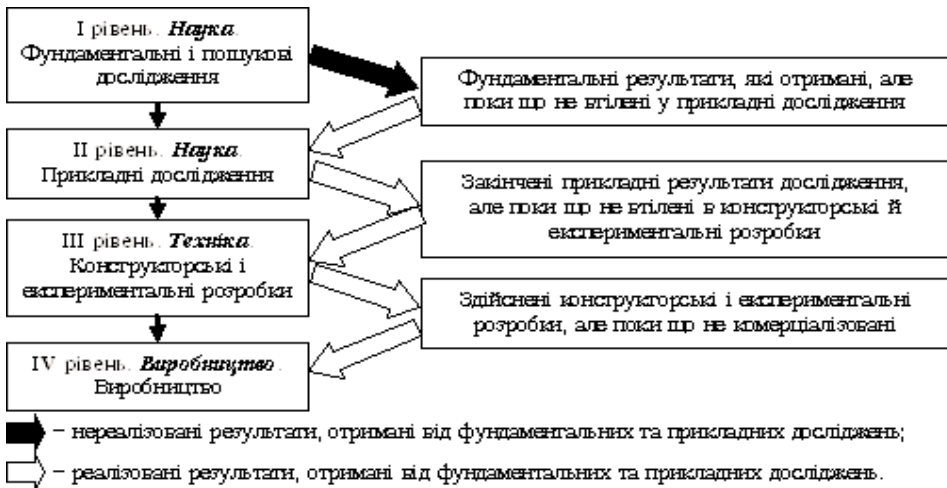 І рівень. Наука.
Фундаментальні і пошукові
дослідження
Фундаментальні результати, які отримані, але
поки що не втілені у прикладні дослідження
ІІ рівень. Наука.
Прикладні дослідження
Закінчені прикладні результати дослідження,
але поки що не втілені в конструкторські й
експериментальні розробки
ІІІ рівень. Техніка.
Конструкторські і
експериментальні розробки
Здійснені конструкторські і експериментальні
розробки, але поки що не комерціалізовані
IV рівень. Виробництво.
Виробництво
– нереалізовані результати, отримані від фундаментальних та прикладних досліджень;
– реалізовані результати, отримані від фундаментальних та прикладних досліджень.